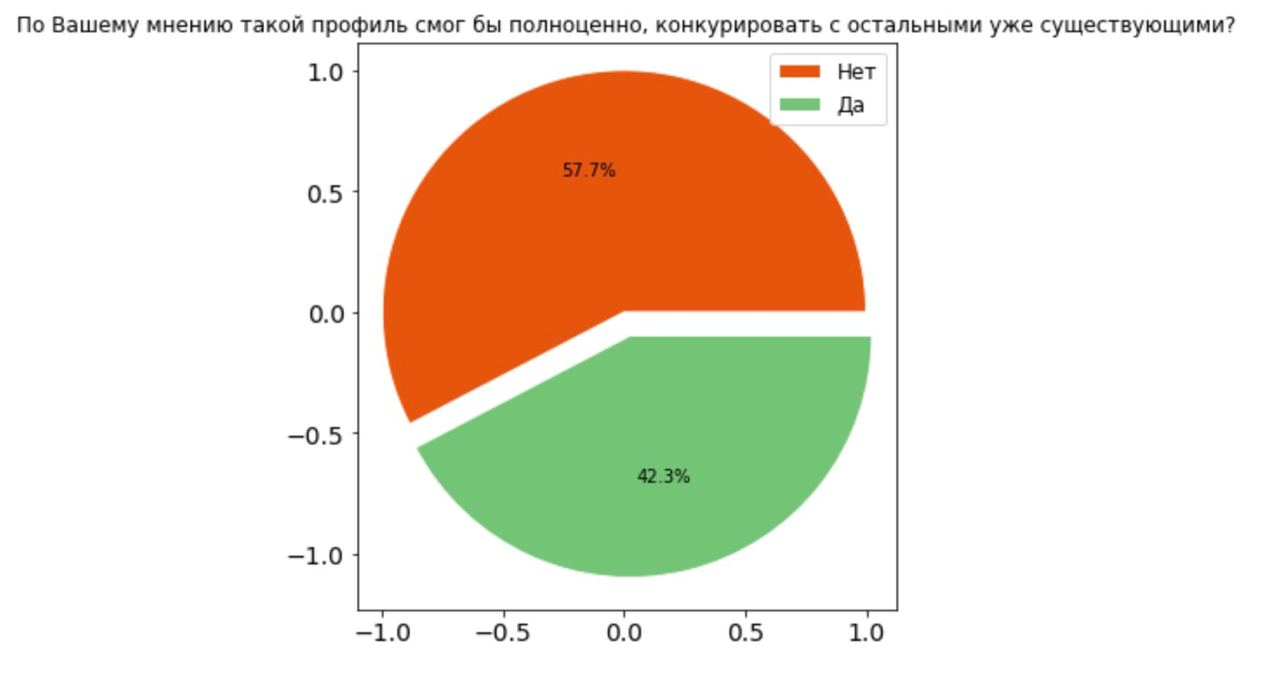 По Вашему мнению такой профиль смог бы полноценно, конкурировать с остальными уже существующими?
1.0
Нет
Да
57.7%
0.5
0.0
−0.5
42.3%
−1.0
−1.0 −0.5 0.0 0.5 1.0